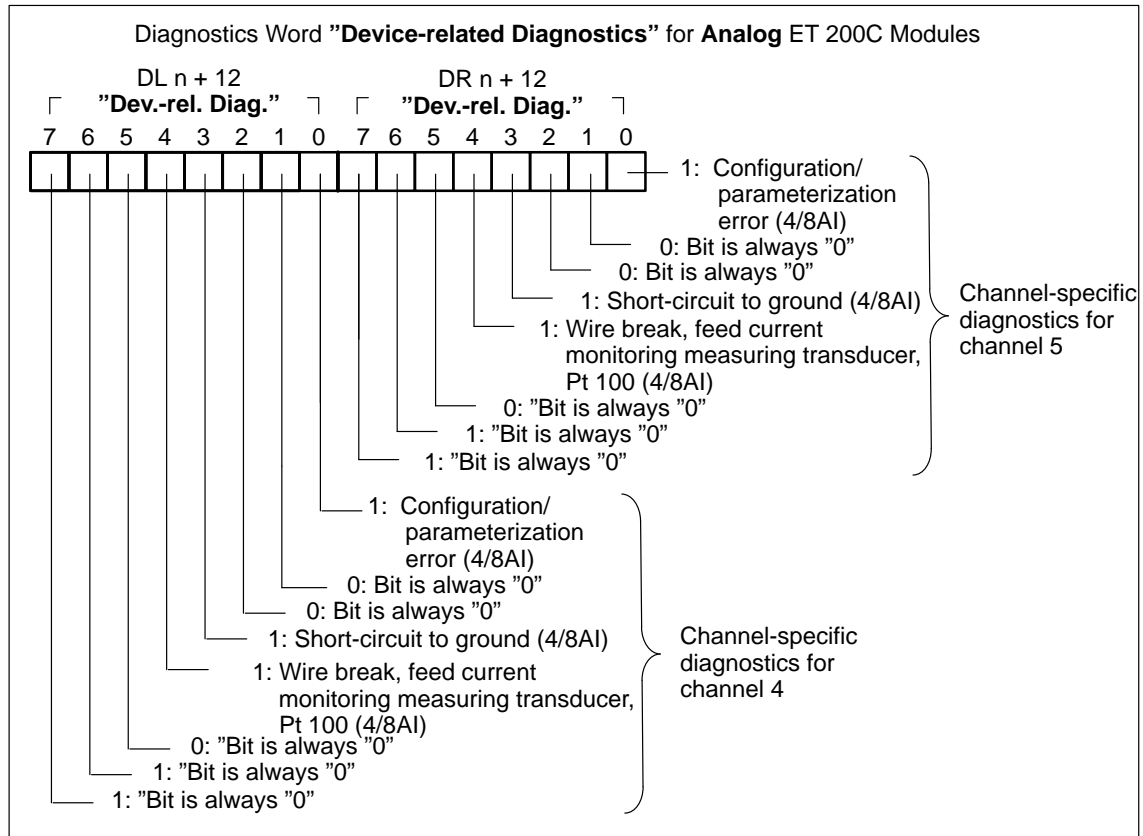 Diagnostics Word ”Device-related Diagnostics” for Analog ET 200C Modules
DL n + 12
”Dev.-rel. Diag.”
DR n + 12
”Dev.-rel. Diag.”
7 6 5 4 3 2 1 0 7 6 5 4 3 2 1 0
1: Configuration/
parameterization
error (4/8AI)
0: Bit is always ”0”
0: Bit is always ”0”
1: Short-circuit to ground (4/8AI)
1: Wire break, feed current
monitoring measuring transducer,
Pt 100 (4/8AI)
0: ”Bit is always ”0”
1: ”Bit is always ”0”
1: ”Bit is always ”0”
Channel-specific
diagnostics for
channel 5
1: Configuration/
parameterization
error (4/8AI)
0: Bit is always ”0”
0: Bit is always ”0”
1: Short-circuit to ground (4/8AI)
1: Wire break, feed current
monitoring measuring transducer,
Pt 100 (4/8AI)
0: ”Bit is always ”0”
1: ”Bit is always ”0”
1: ”Bit is always ”0”
Channel-specific
diagnostics for
channel 4